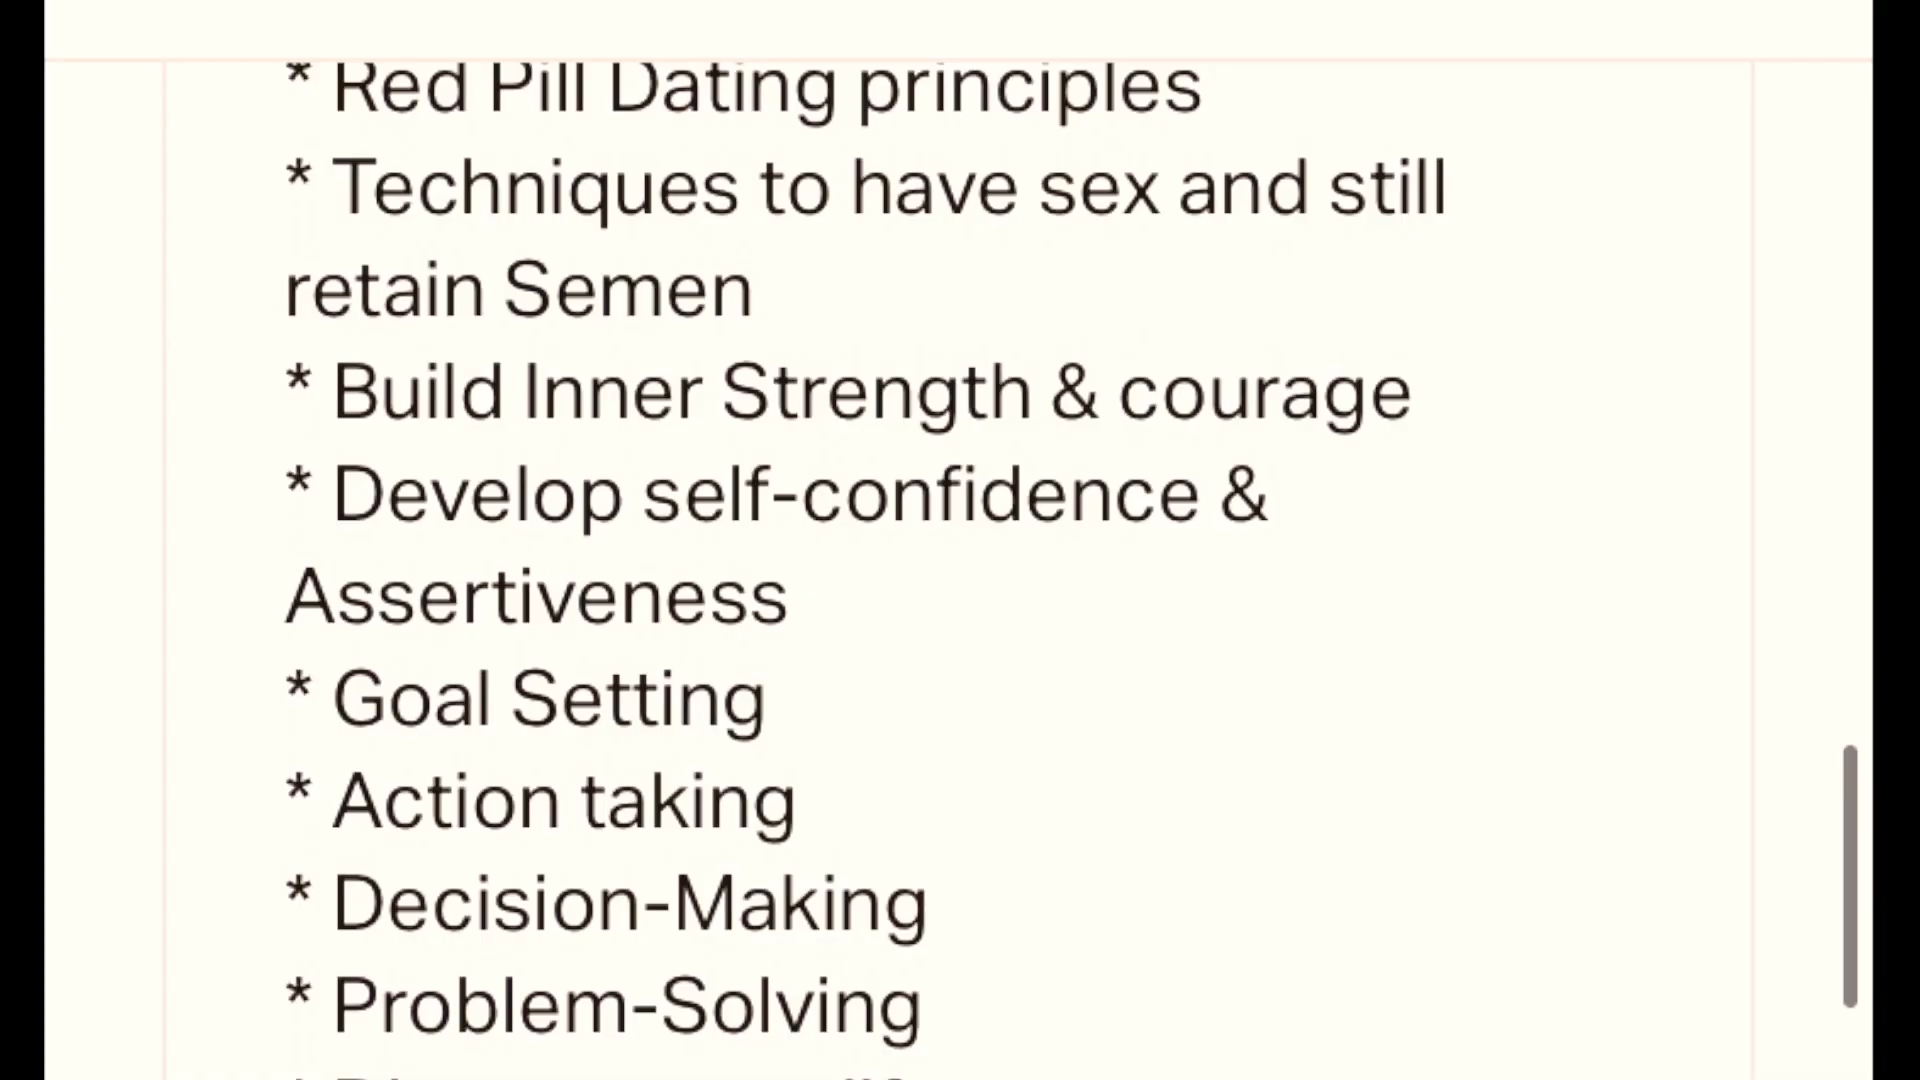 * Red Pill Dating principles
* Techniques to have sex and still
retain Semen
* Build Inner Strength & courage
* Develop self-confidence &
Assertiveness
* Goal Setting
* Action taking
* Decision-Making
* Problem-Solving